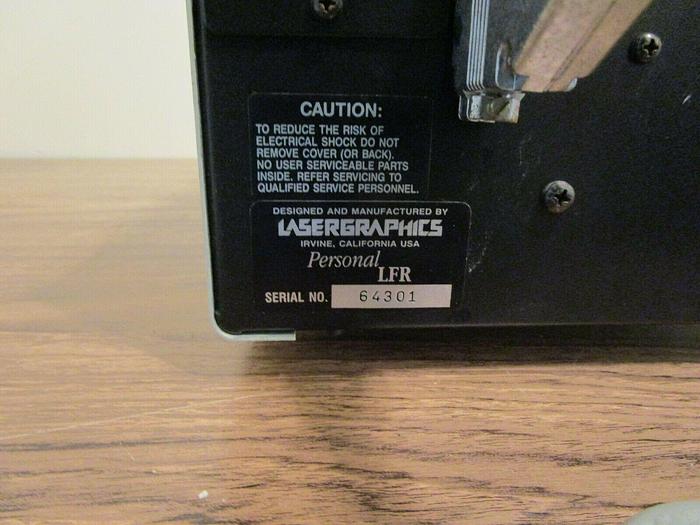 CAUTION:
TO REDUCE THE RISK OF
ELECTRICAL SHOCK DO NOT
REMOVE COVER (OR BACK).
NO USER SERVICEABLE PARTS
INSIDE. REFER SERVICING TO
QUALIFIED SERVICE PERSONNEL.
DESIGNED AND MANUFACTURED BY
LASERGRAPHICS
IRVINE, CALIFORNIA USA
Personal
LFR
SERIAL NO. 64301